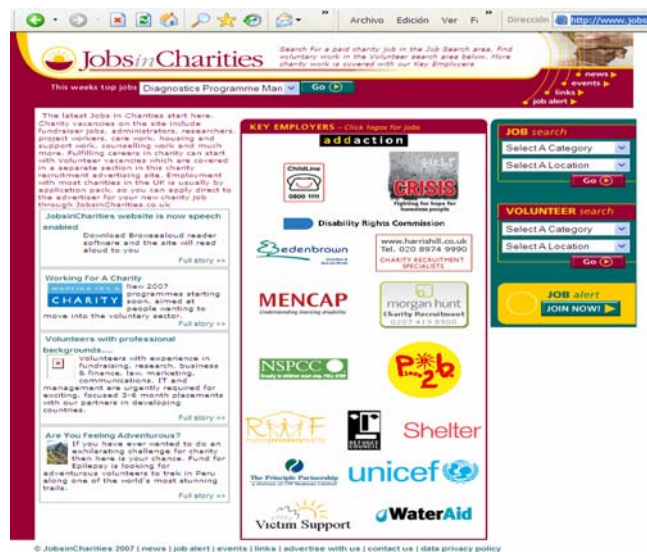 Archivo Edición Ver
Dirección http://www.jobs
JobsinCharities
Search for a paid charity job in the Job Search area, find
voluntary work in the Volunteer search area below. More
charity work is covered with our Key Employers
news
events
links
job alert
This weeks top jobs Diagnostics Programme Man Go
The latest Jobs in Charities start here.
Charity vacancies on the site include
fundraiser jobs, administrators, researchers,
project workers, care work, housing and
support work, counselling work and much
more. Fulfilling careers in charity can start
with Volunteer vacancies which are covered
in a separate section in this charity
recruitment advertising site. Employment
with most charities in the UK is usually by
application pack, so you can apply direct to
the advertiser for your new charity job
through JobsinCharities.co.uk
JobsinCharities website is now speech
enabled
Download Browsealoud reader
software and the site will read
aloud to you
Full story >>
Working For A Charity
CHARITY
New 2007
programmes starting
soon, aimed at
people wanting to
move into the voluntary sector.
Full story >>
Volunteers with professional
backgrounds....
Volunteers with experience in
fundraising, research, business
& finance, law, marketing,
communications, IT and
management are urgently required for
exciting, focused 3-6 month placements
with our partners in developing
countries.
Full story >>
Are You Feeling Adventurous?
If you have ever wanted to do an
exhilarating challenge for charity
then here is your chance. Fund for
Epilepsy is looking for
adventurous volunteers to trek in Peru
along one of the world's most stunning
trails.
Full story >>
KEY EMPLOYERS - Click logos for jobs
addaction
ChildLine
0800 1111
CRISIS
Fighting for hope for
homeless people
Disability Rights Commission
edenbrown
www.harrishill.co.uk
Tel. 020 8974 9990
CHARITY RECRUITMENT
SPECIALISTS
MENCAP
Understanding learning disability
morgan hunt
Charity Recruitment
0207 419 8900
NSPCC
Cruelty to children must stop. FULL STOP
RMF
REFUGEE
COUNCIL
Shelter
The Principle Partnership
unicef
Victim Support
WaterAid
JOB search
Select A Category
Select A Location
Go
VOLUNTEER search
Select A Category
Select A Location
Go
JOB alert
JOIN NOW!
© JobsinCharities 2007 | news | job alert | events | links | advertise with us | contact us | data privacy policy